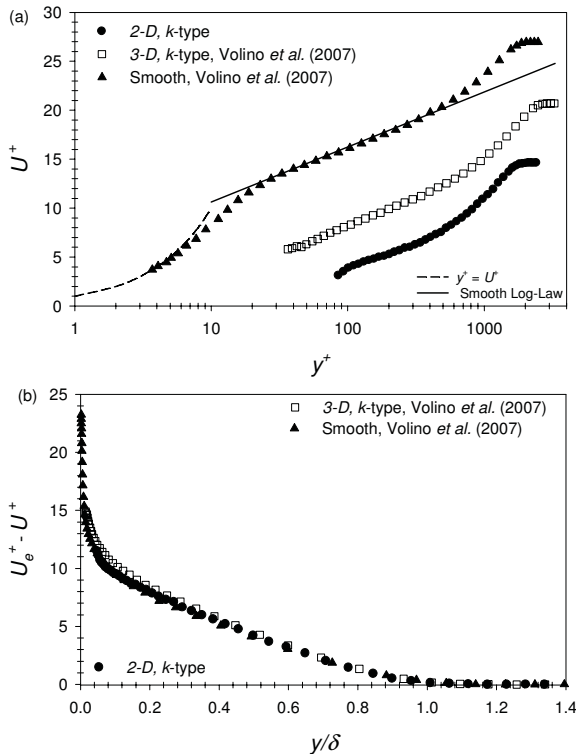 (a)
2-D, k-type
3-D, k-type, Volino et al. (2007)
Smooth, Volino et al. (2007)
30
25
20
15
10
5
0
U+
y+ = U+
Smooth Log-Law
1 10 100 1000
y+
(b)
3-D, k-type, Volino et al. (2007)
Smooth, Volino et al. (2007)
25
20
15
10
5
0
Ue+ - U+
2-D, k-type
0.0 0.2 0.4 0.6 0.8 1.0 1.2 1.4
y/δ